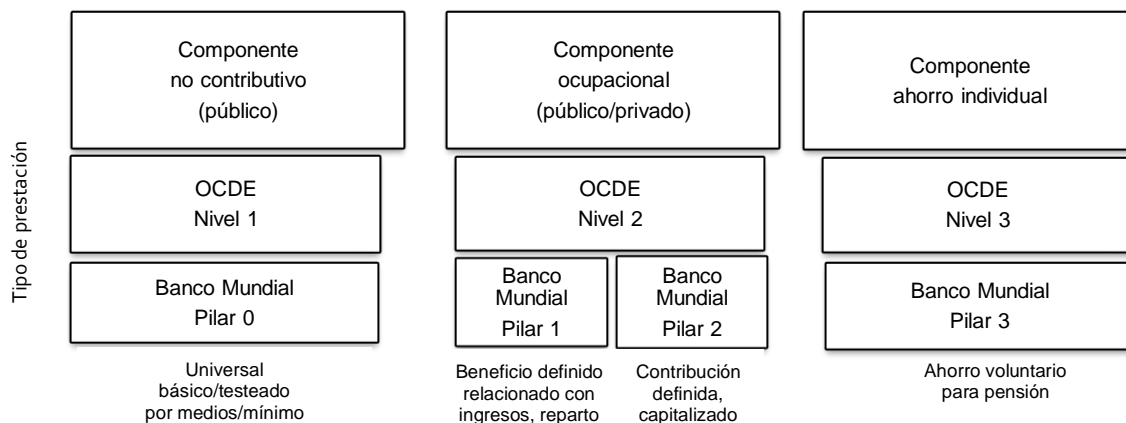 Componente
no contributivo
(público)
Componente
ocupacional
(público/privado)
Componente
ahorro individual
Tipo de prestación
OCDE
Nivel 1
OCDE
Nivel 2
OCDE
Nivel 3
Banco Mundial
Pilar 0
Banco
Mundial
Pilar 1
Banco
Mundial
Pilar 2
Banco Mundial
Pilar 3
Universal
básico/testeado
por medios/mínimo
Beneficio definido
relacionado con
ingresos, reparto
Contribución
definida,
capitalizado
Ahorro voluntario
para pensión